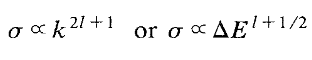 σ ∝ k^{2l+1} or σ ∝ ΔE^{l+1/2}